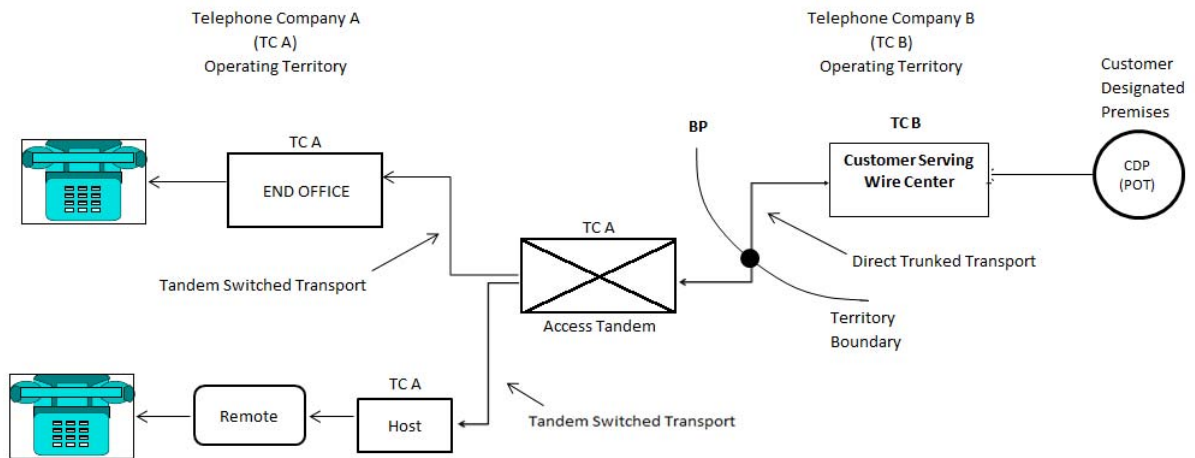 Telephone Company A
(TC A)
Operating Territory
Telephone Company B
(TC B)
Operating Territory
Customer
Designated
Premises
BP
TC B
TC A
Customer Serving
Wire Center
CDP
(POT)
END OFFICE
TC A
Tandem Switched Transport
Direct Trunked Transport
Access Tandem
Territory
Boundary
TC A
Remote
Host
Tandem Switched Transport